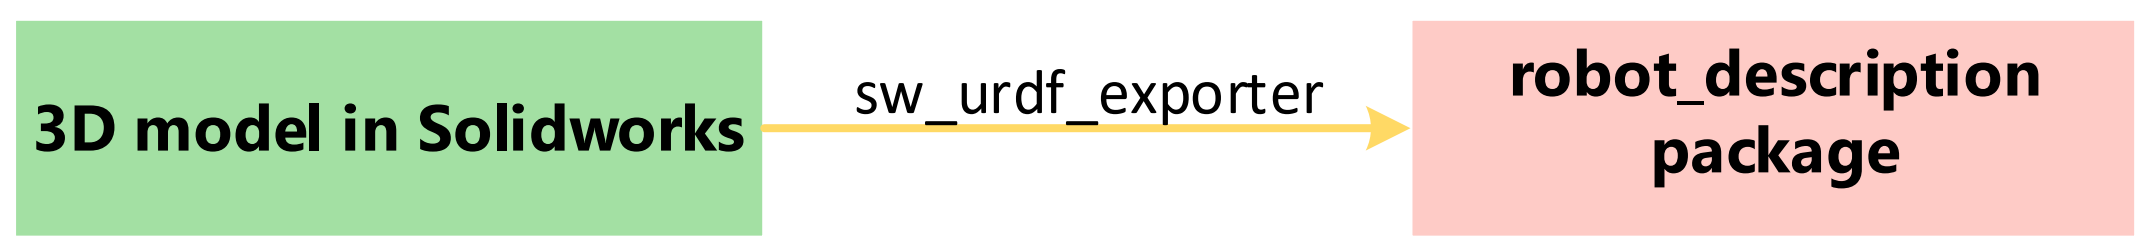 3D model in Solidworks
sw_urdf_exporter
robot_description
package